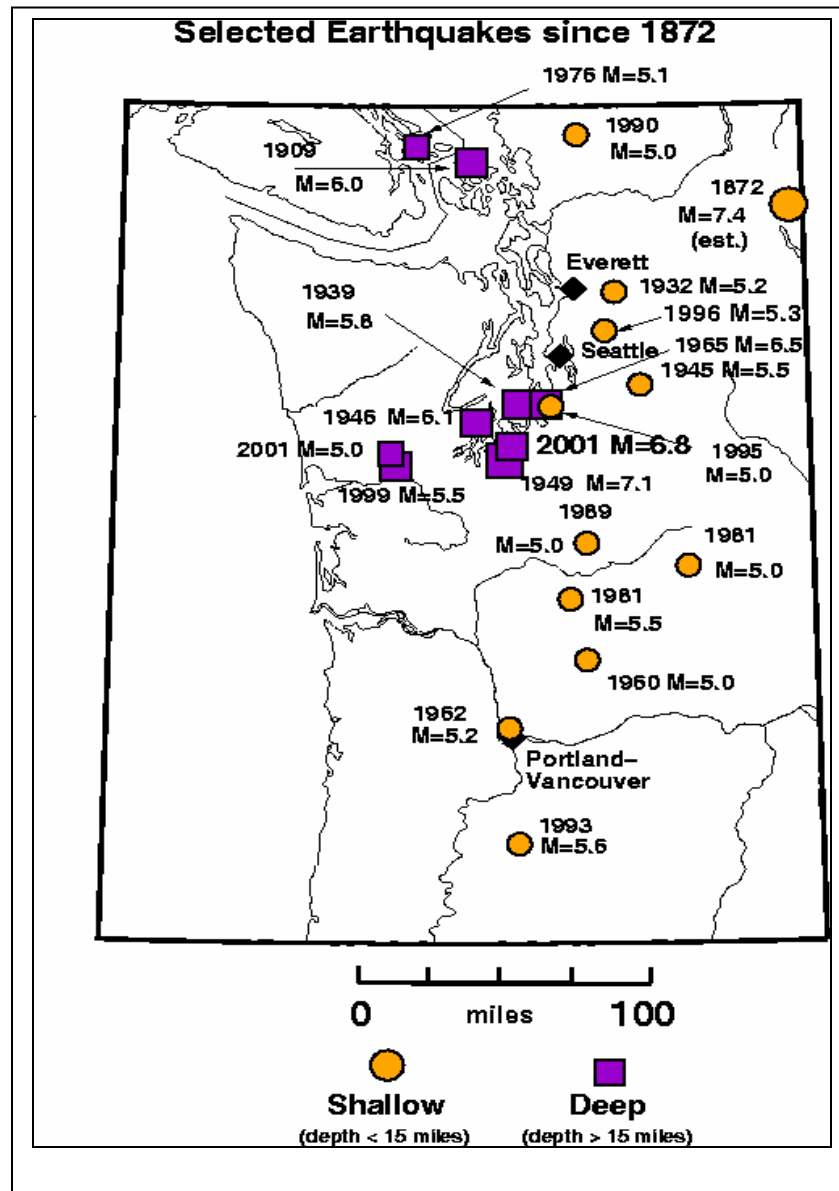 Selected Earthquakes since 1872
1976 M=5.1
1909
M=6.0
1990
M=5.0
1872
M=7.4
(est.)
Everett
1932 M=5.2
1996 M=5.3
1939
M=5.8
Seattle
1965 M=6.5
1945 M=5.5
1946 M=6.1
2001 M=5.0
2001 M=6.8
1995
M=5.0
1999 M=5.5
1949 M=7.1
1989
M=5.0
1981
M=5.0
1981
M=5.5
1960 M=5.0
1962
M=5.2
Portland–
Vancouver
1993
M=5.6
0 miles 100
Shallow
(depth < 15 miles)
Deep
(depth > 15 miles)